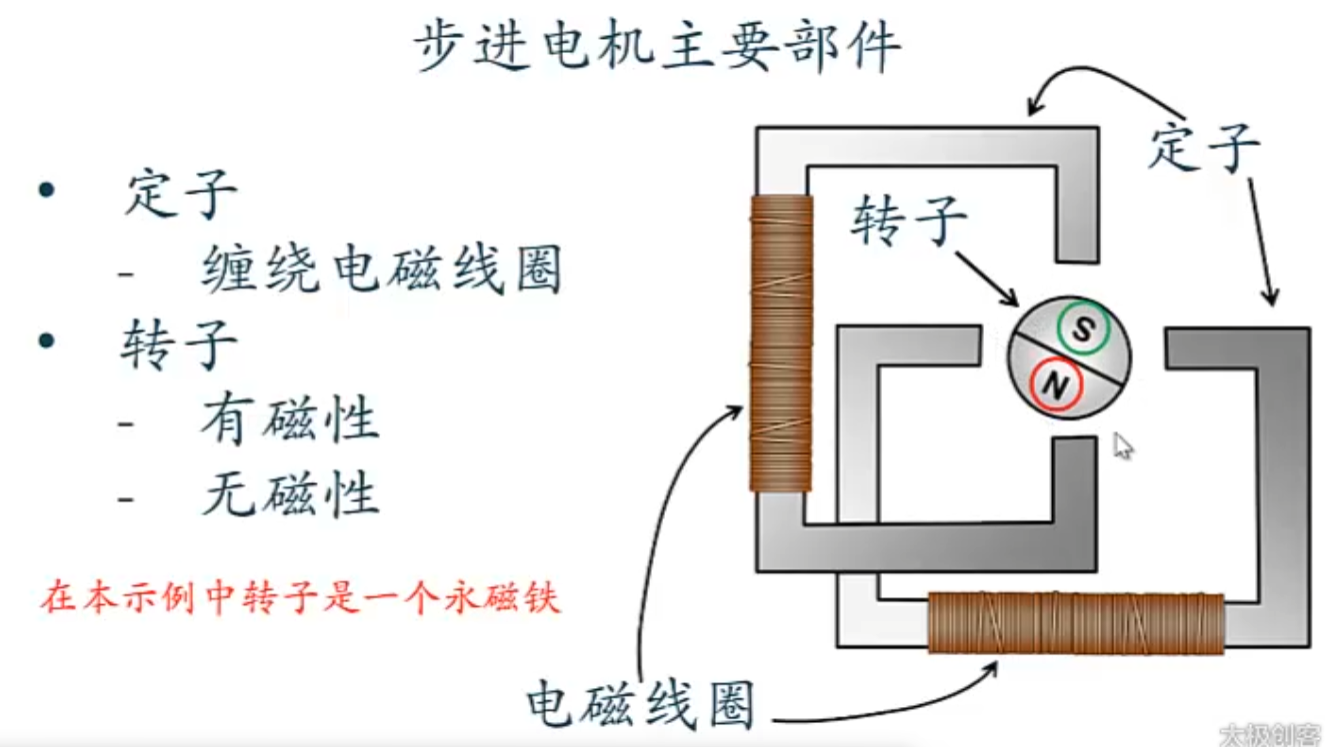 步进电机主要部件
• 定子
- 缠绕电磁线圈
• 转子
- 有磁性
- 无磁性
在本示例中转子是一个永磁铁
定子
转子
S
N
电磁线圈
太极创客